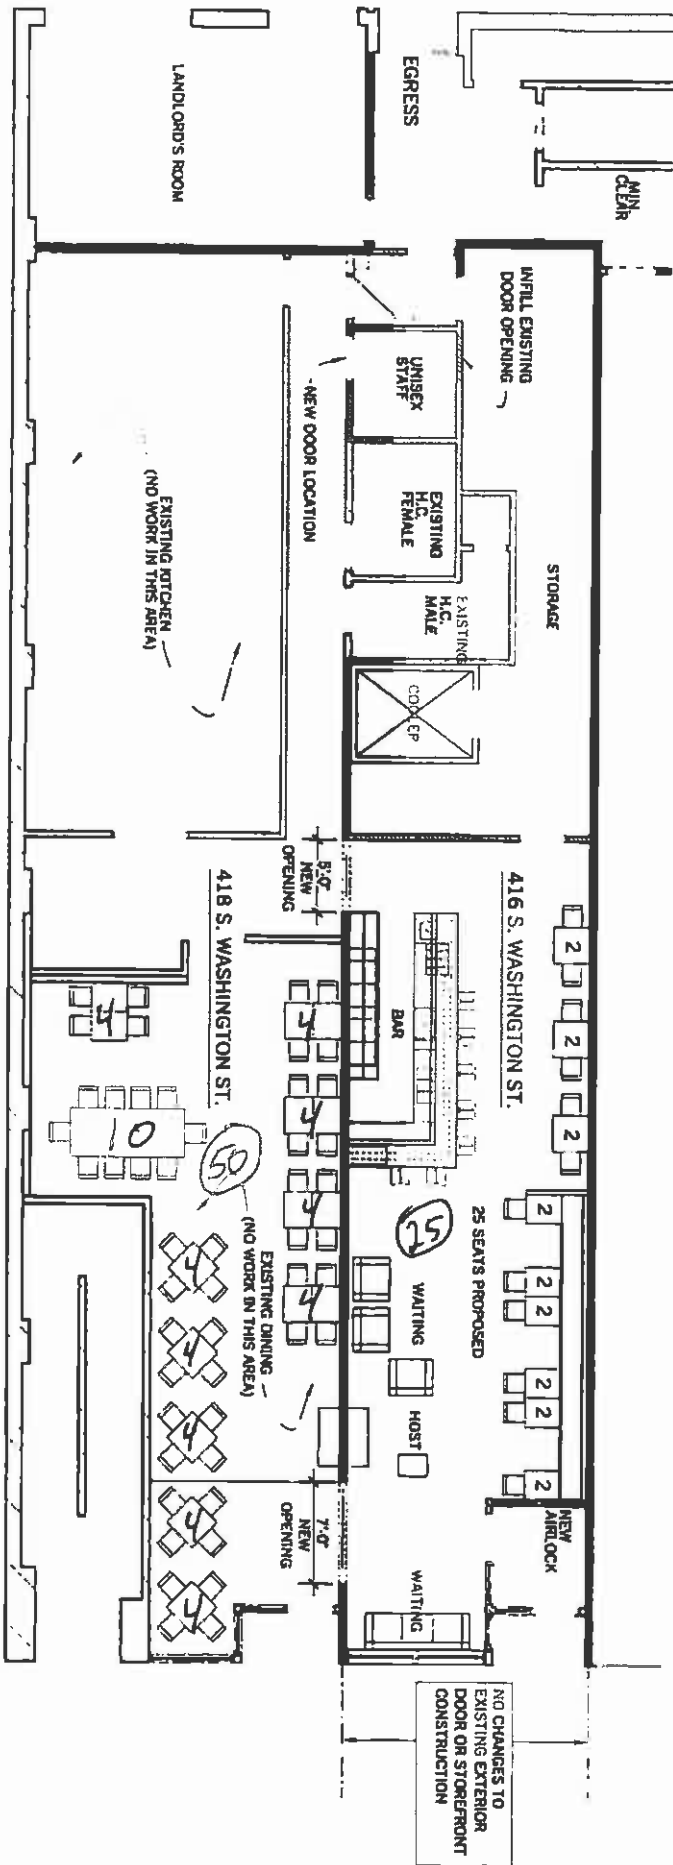 MIN.
CLEAR
EGRESS
LANDLORD'S ROOM
INFILL EXISTING
DOOR OPENING
UNISEX
STAFF
-NEW DOOR LOCATION
EXISTING
H.C.
FEMALE
EXISTING
H.C.
MALE
STORAGE
EXISTING KITCHEN
(NO WORK IN THIS AREA)
COOLER
5'-0"
NEW
OPENING
416 S. WASHINGTON ST.
418 S. WASHINGTON ST.
BAR
2
2
2
4
4
4
4
4
10
50
25
25 SEATS PROPOSED
2
2
2
2
2
2
EXISTING DINING
(NO WORK IN THIS AREA)
WAITING
HOST
4
4
4
4
4
7'-0"
NEW
OPENING
NEW
AIRLOCK
WAITING
NO CHANGES TO
EXISTING EXTERIOR
DOOR OR STOREFRONT
CONSTRUCTION